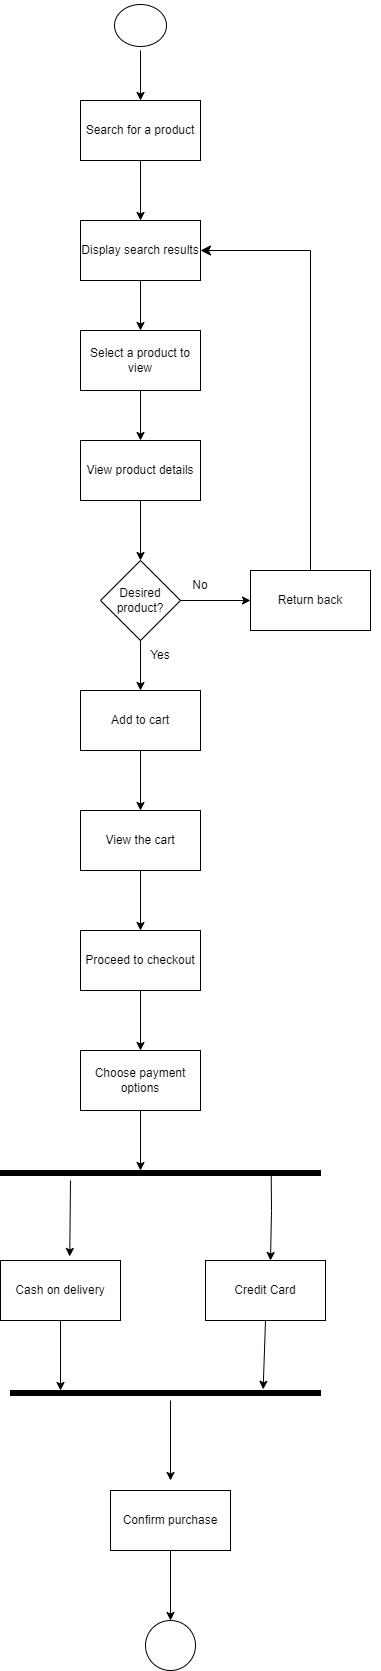 Search for a product
Display search results
Select a product to
view
View product details
Desired
product?
No
Return back
Yes
Add to cart
View the cart
Proceed to checkout
Choose payment
options
Cash on delivery
Credit Card
Confirm purchase